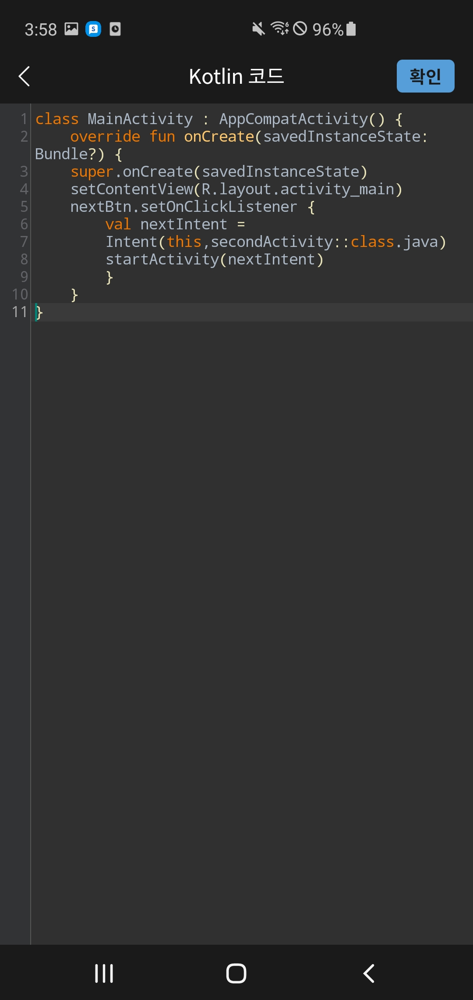 3:58 96%
Kotlin 코드 확인
1 class MainActivity : AppCompatActivity() {
2     override fun onCreate(savedInstanceState:
Bundle?) {
3     super.onCreate(savedInstanceState)
4     setContentView(R.layout.activity_main)
5     nextBtn.setOnClickListener {
6         val nextIntent =
7         Intent(this,secondActivity::class.java)
8         startActivity(nextIntent)
9         }
10     }
11 }